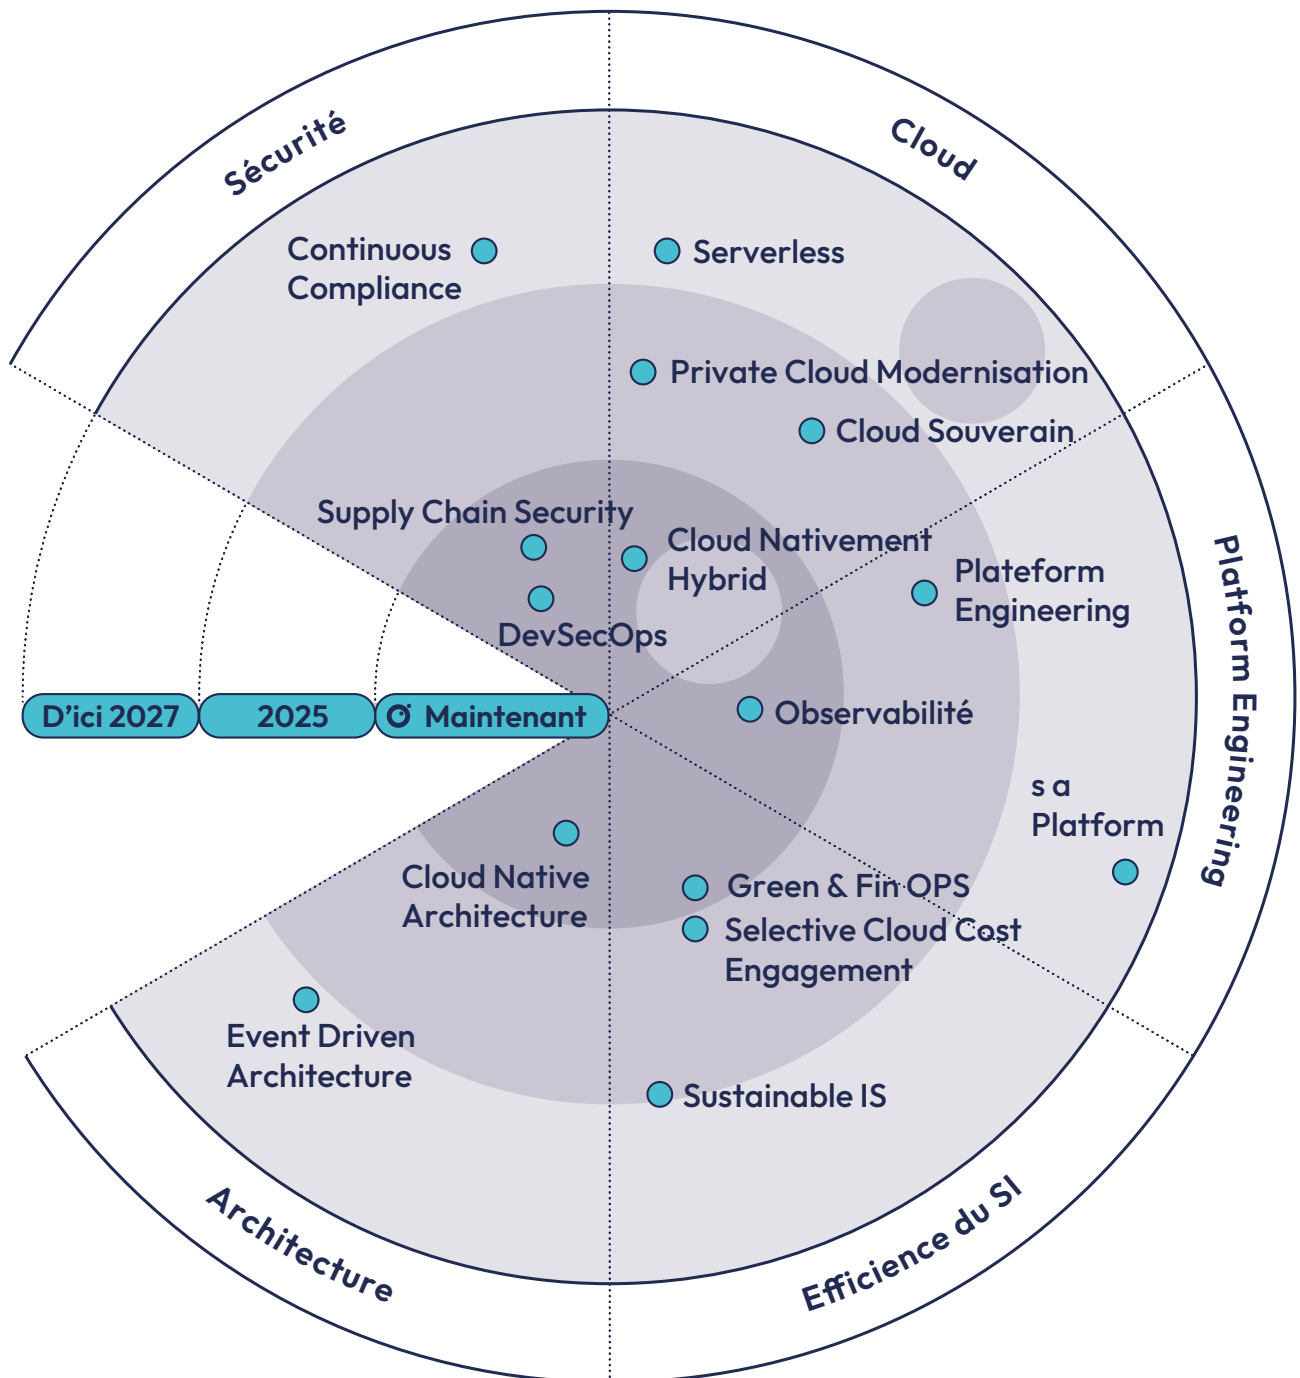 Sécurité
Cloud
Continuous
Compliance
Serverless
Private Cloud Modernisation
Cloud Souverain
Supply Chain Security
Cloud Nativement
Hybrid
Plateform
Engineering
DevSecOps
Platform Engineering
D'ici 2027
2025
Maintenant
Observabilité
s a
Platform
Cloud Native
Architecture
Green & Fin OPS
Selective Cloud Cost
Engagement
Event Driven
Architecture
Sustainable IS
Architecture
Efficience du SI